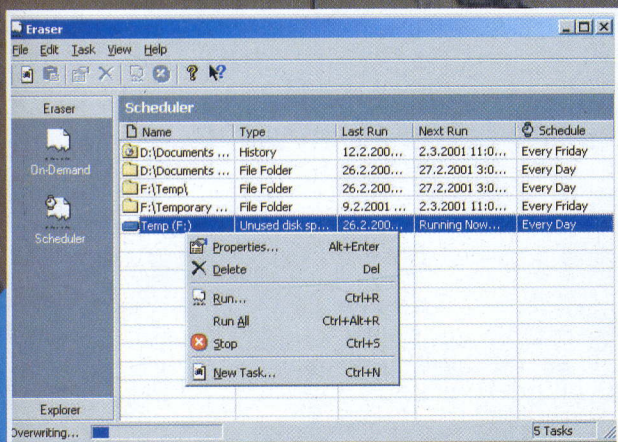 Eraser
File Edit Task View Help
Eraser
Scheduler
Name Type Last Run Next Run Schedule
D:\Documents ... History 12.2.200... 2.3.2001 11:0... Every Friday
D:\Documents ... File Folder 26.2.200... 27.2.2001 3:0... Every Day
F:\Temp\ File Folder 26.2.200... 27.2.2001 3:0... Every Day
F:\Temporary ... File Folder 9.2.2001 ... 2.3.2001 11:0... Every Friday
Temp (F:) Unused disk sp... 26.2.200... Running Now... Every Day
On-Demand
Scheduler
Properties... Alt+Enter
Delete Del
Run... Ctrl+R
Run All Ctrl+Alt+R
Stop Ctrl+S
New Task... Ctrl+N
Explorer
Overwriting... 5 Tasks